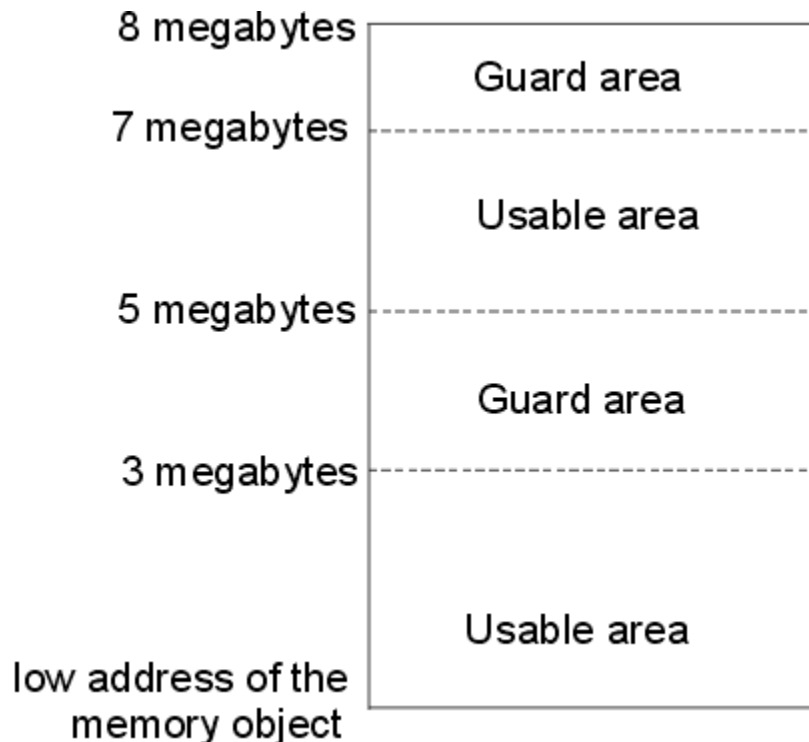 8 megabytes
Guard area
7 megabytes
Usable area
5 megabytes
Guard area
3 megabytes
Usable area
low address of the
memory object